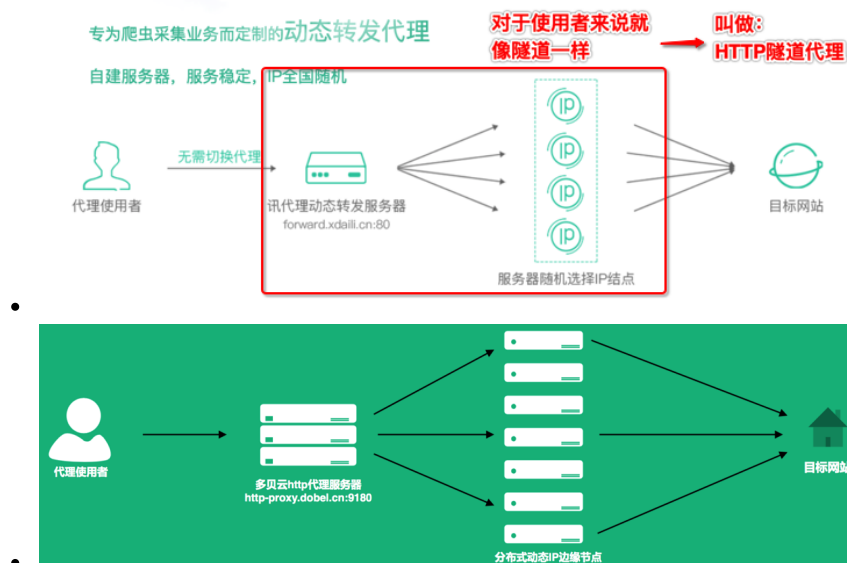 专为爬虫采集业务而定制的动态转发代理
对于使用者来说就
像隧道一样
叫做：
HTTP隧道代理
自建服务器，服务稳定，IP全国随机
无需切换代理
IP
IP
IP
IP
代理使用者
讯代理动态转发服务器
forward.xdaili.cn:80
目标网站
服务器随机选择IP结点
代理使用者
多贝云http代理服务器
http-proxy.dobel.cn:9180
目标网站
分布式动态IP边缘节点